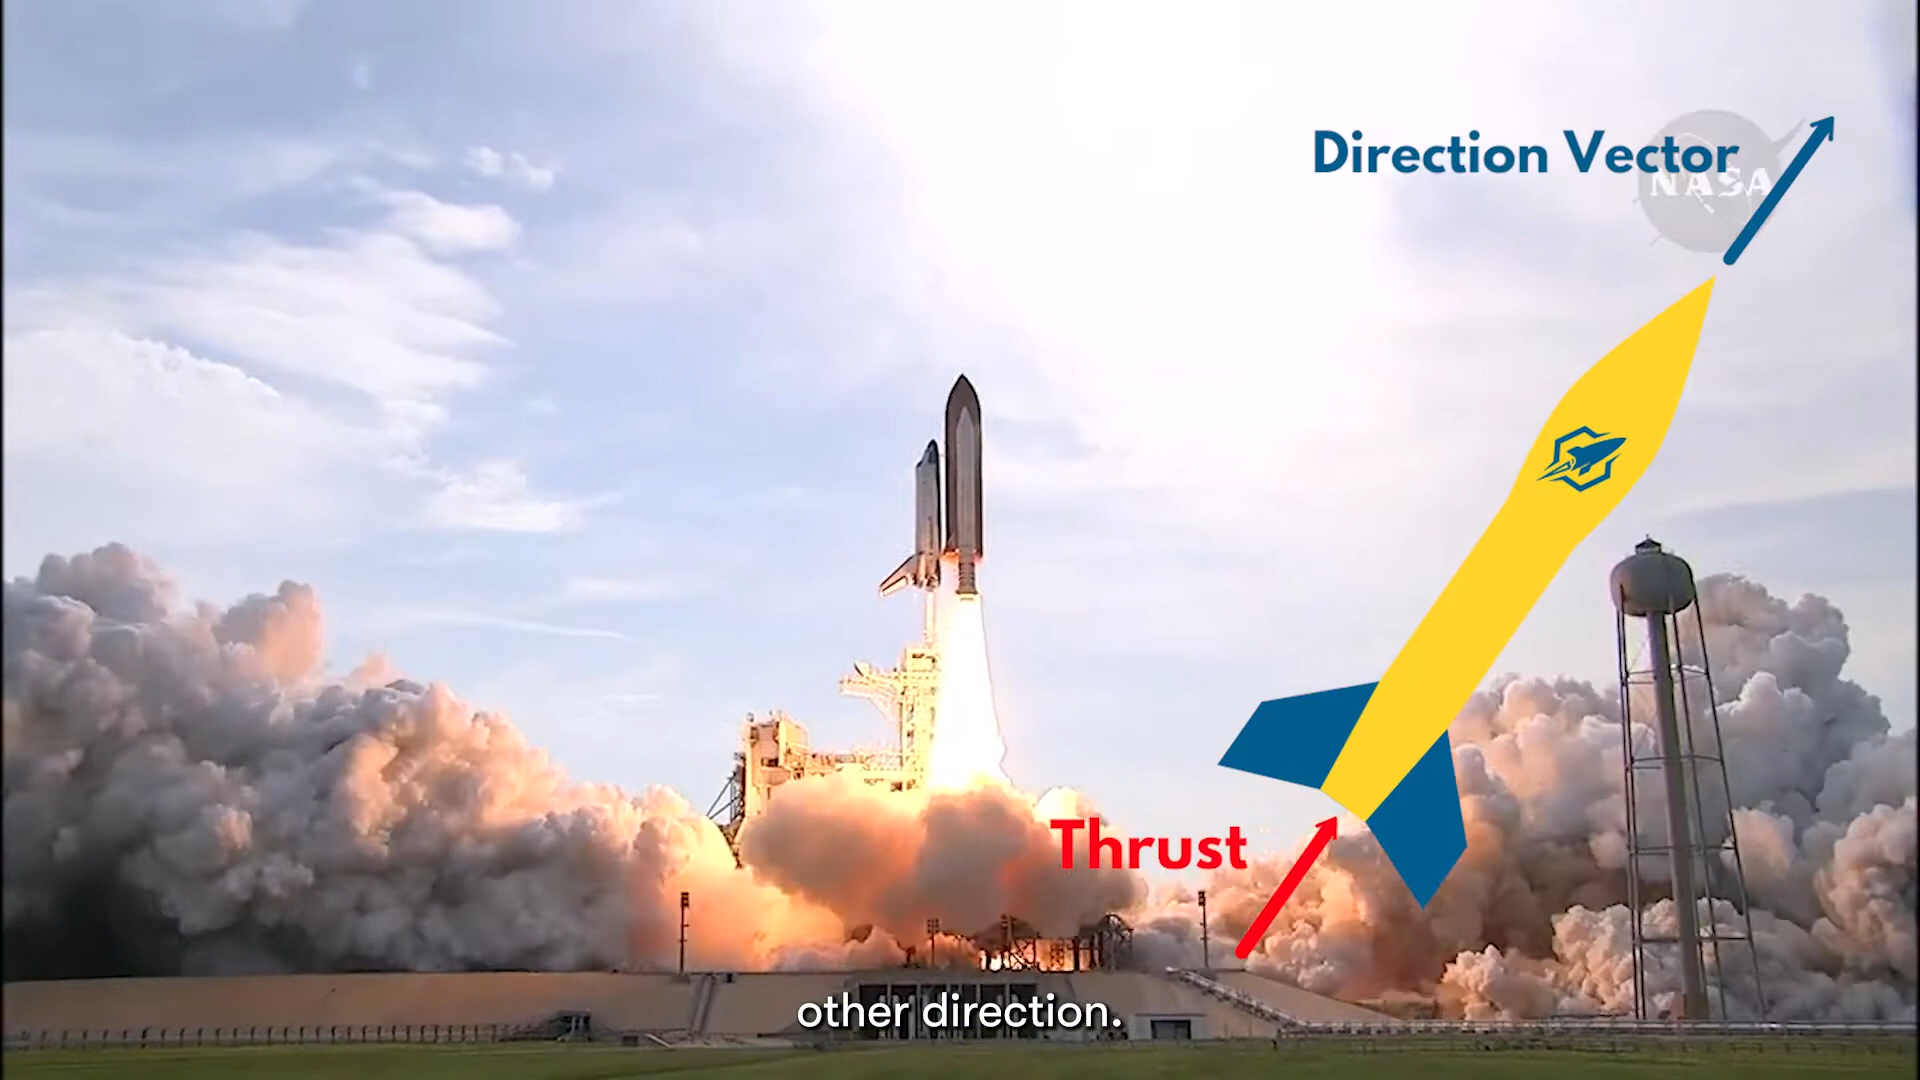 Direction Vector
NASA
Thrust
other direction.